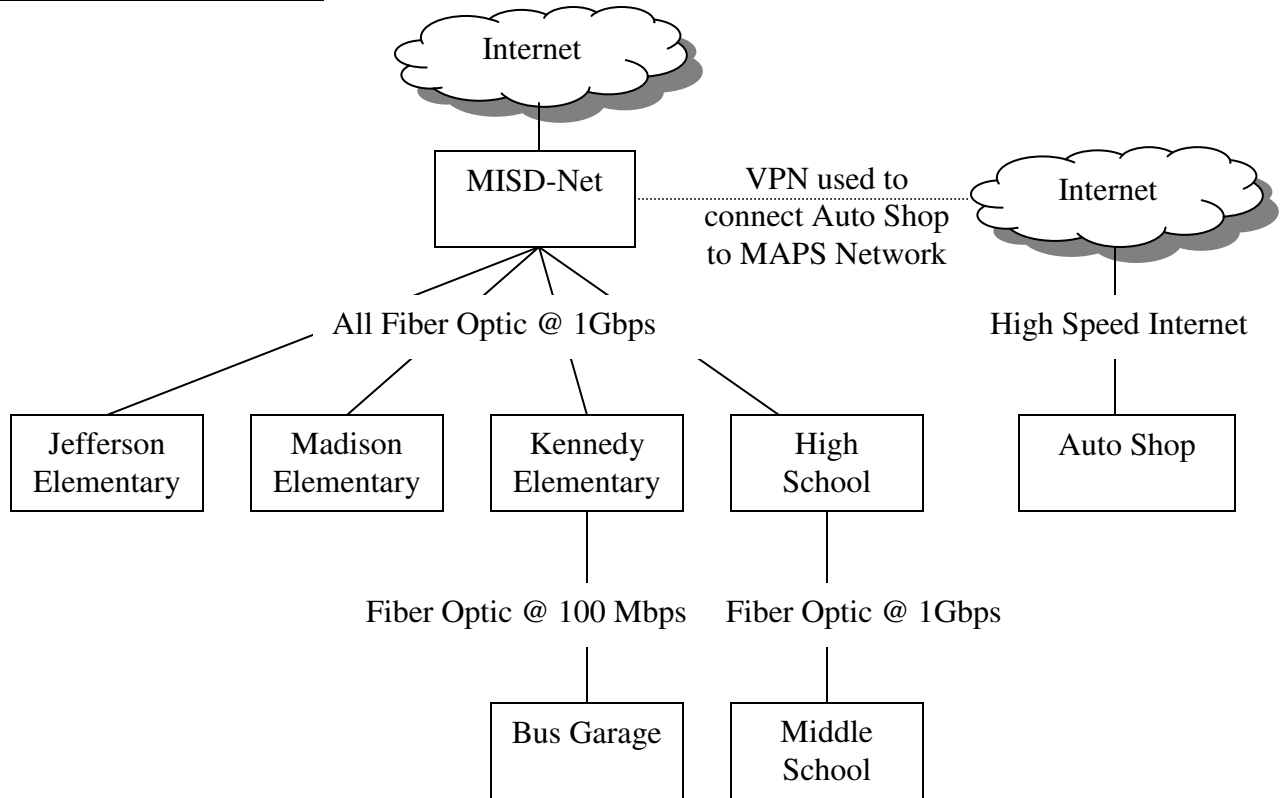 Internet
MISD-Net
VPN used to
connect Auto Shop
to MAPS Network
Internet
All Fiber Optic @ 1Gbps
High Speed Internet
Jefferson
Elementary
Madison
Elementary
Kennedy
Elementary
High
School
Auto Shop
Fiber Optic @ 100 Mbps
Fiber Optic @ 1Gbps
Bus Garage
Middle
School